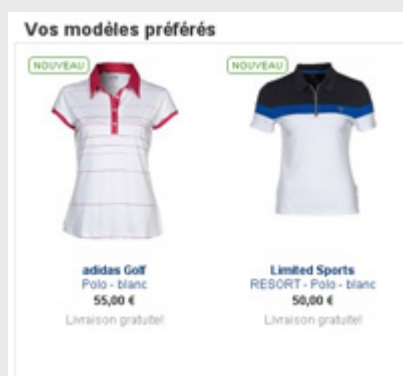 Vos modèles préférés
NOUVEAU
NOUVEAU
adidas Golf
Polo - blanc
55,00 €
Livraison gratuite!
Limited Sports
RESORT - Polo - blanc
50,00 €
Livraison gratuite!